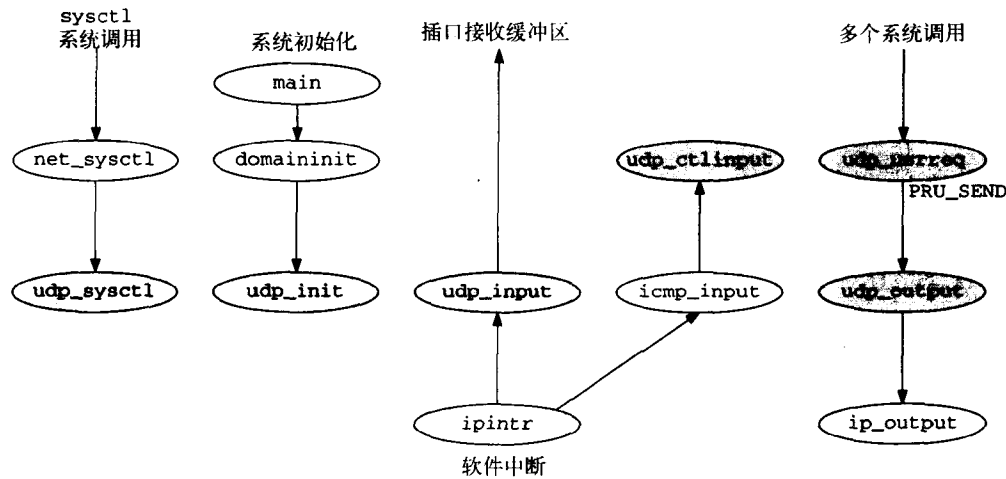 sysctl
系统调用
系统初始化
插口接收缓冲区
多个系统调用
main
net_sysctl
domaininit
udp_ctlinput
udp_usrreq
PRU_SEND
udp_sysctl
udp_init
udp_input
icmp_input
udp_output
ipintr
ip_output
软件中断